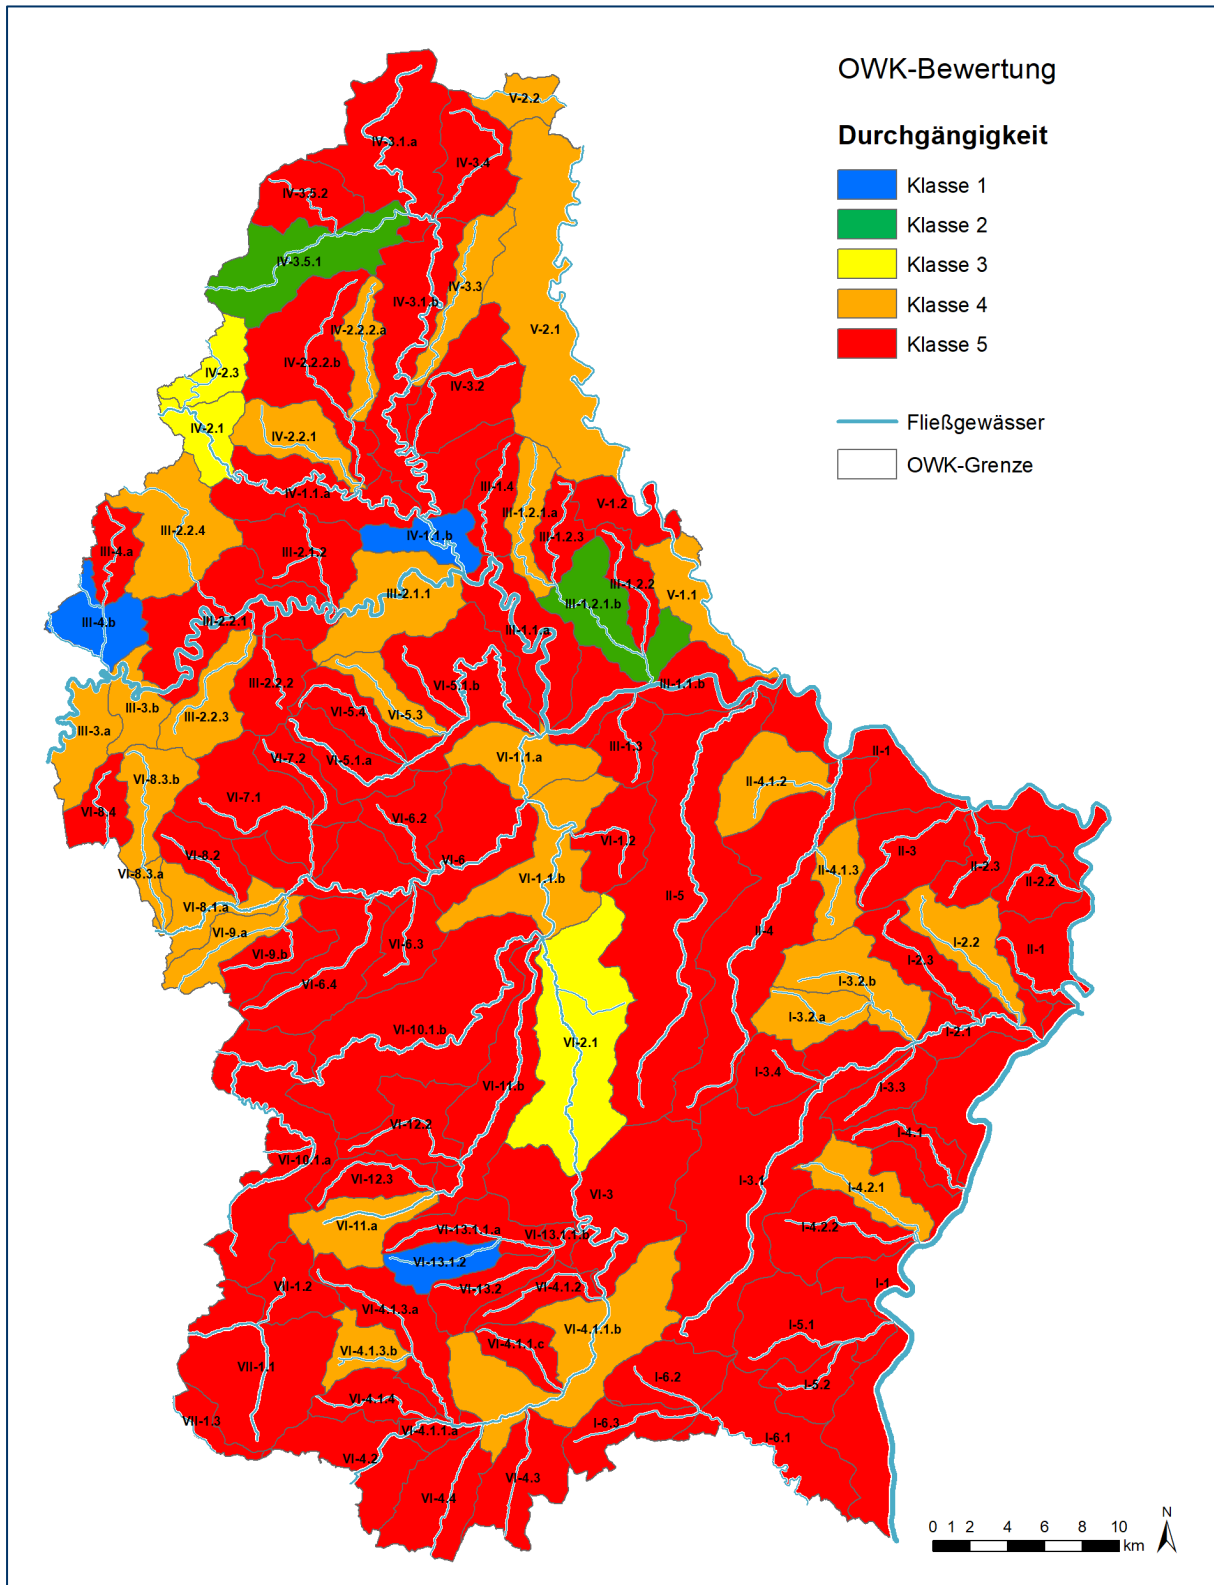 OWK-Bewertung
Durchgängigkeit
Klasse 1
Klasse 2
Klasse 3
Klasse 4
Klasse 5
Fließgewässer
OWK-Grenze
V-2.2
IV-3.1.a
IV-3.4
IV-3.5.2
IV-3.5.1
IV-3.3
IV-3.1.b
IV-2.2.2.a
V-2.1
IV-2.2.2.b
IV-2.3
IV-3.2
IV-2.1
IV-2.2.1
III-1.4
IV-1.1.a
V-1.2
III-1.2.1.a
III-2.2.4
IV-1.1.b
III-1.2.3
III-4.a
III-2.1.2
III-1.2.2
III-2.1.1
V-1.1
III-1.2.1.b
III-4.b
III-2.2.1
III-1.1.a
III-2.2.2
III-1.1.b
VI-5.1.b
III-3.b
VI-5.4
VI-5.3
III-2.2.3
III-3.a
III-1.3
II-1
VI-7.2
VI-5.1.a
VI-1.1.a
VI-8.3.b
II-4.1.2
VI-7.1
VI-8.4
VI-6.2
VI-1.2
II-3
VI-8.2
VI-6
II-2.3
II-4.1.3
VI-8.3.a
VI-1.1.b
II-2.2
II-5
VI-8.1.a
VI-9.a
II-4
I-2.2
VI-6.3
II-1
VI-9.b
I-2.3
VI-6.4
I-3.2.b
I-3.2.a
VI-10.1.b
I-2.1
VI-2.1
I-3.4
VI-11.b
I-3.3
VI-12.2
I-4.1
VI-10.1.a
VI-12.3
I-3.1
I-4.2.1
VI-3
VI-11.a
I-4.2.2
VI-13.1.1.a
VI-13.1.1.b
VI-13.1.2
I-1
VII-1.2
VI-13.2
VI-4.1.2
VI-4.1.3.a
I-5.1
VI-4.1.1.b
VI-4.1.1.c
VI-4.1.3.b
VII-1.1
I-6.2
I-5.2
VI-4.1.4
VII-1.3
I-6.3
VI-4.1.1.a
I-6.1
VI-4.2
VI-4.3
VI-4.4
N
0 1 2 4 6 8 10
km